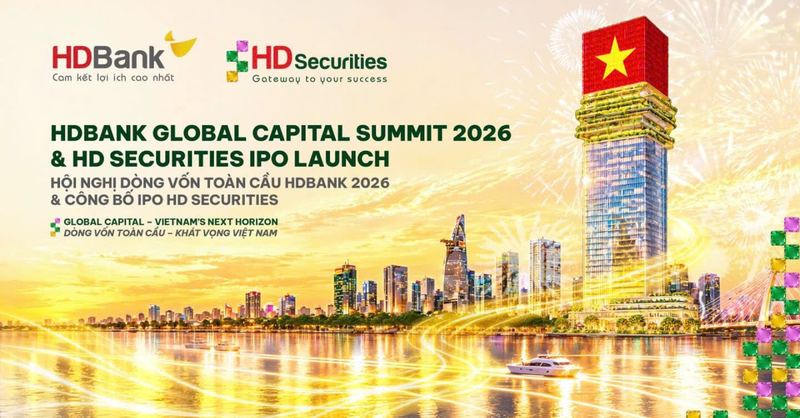 HDBank
Cam kết lợi ích cao nhất
HD Securities
Gateway to your success
HDBANK GLOBAL CAPITAL SUMMIT 2026
& HD SECURITIES IPO LAUNCH
HỘI NGHỊ DÒNG VỐN TOÀN CẦU HDBANK 2026
& CÔNG BỐ IPO HD SECURITIES
GLOBAL CAPITAL – VIETNAM'S NEXT HORIZON
DÒNG VỐN TOÀN CẦU – KHÁT VỌNG VIỆT NAM